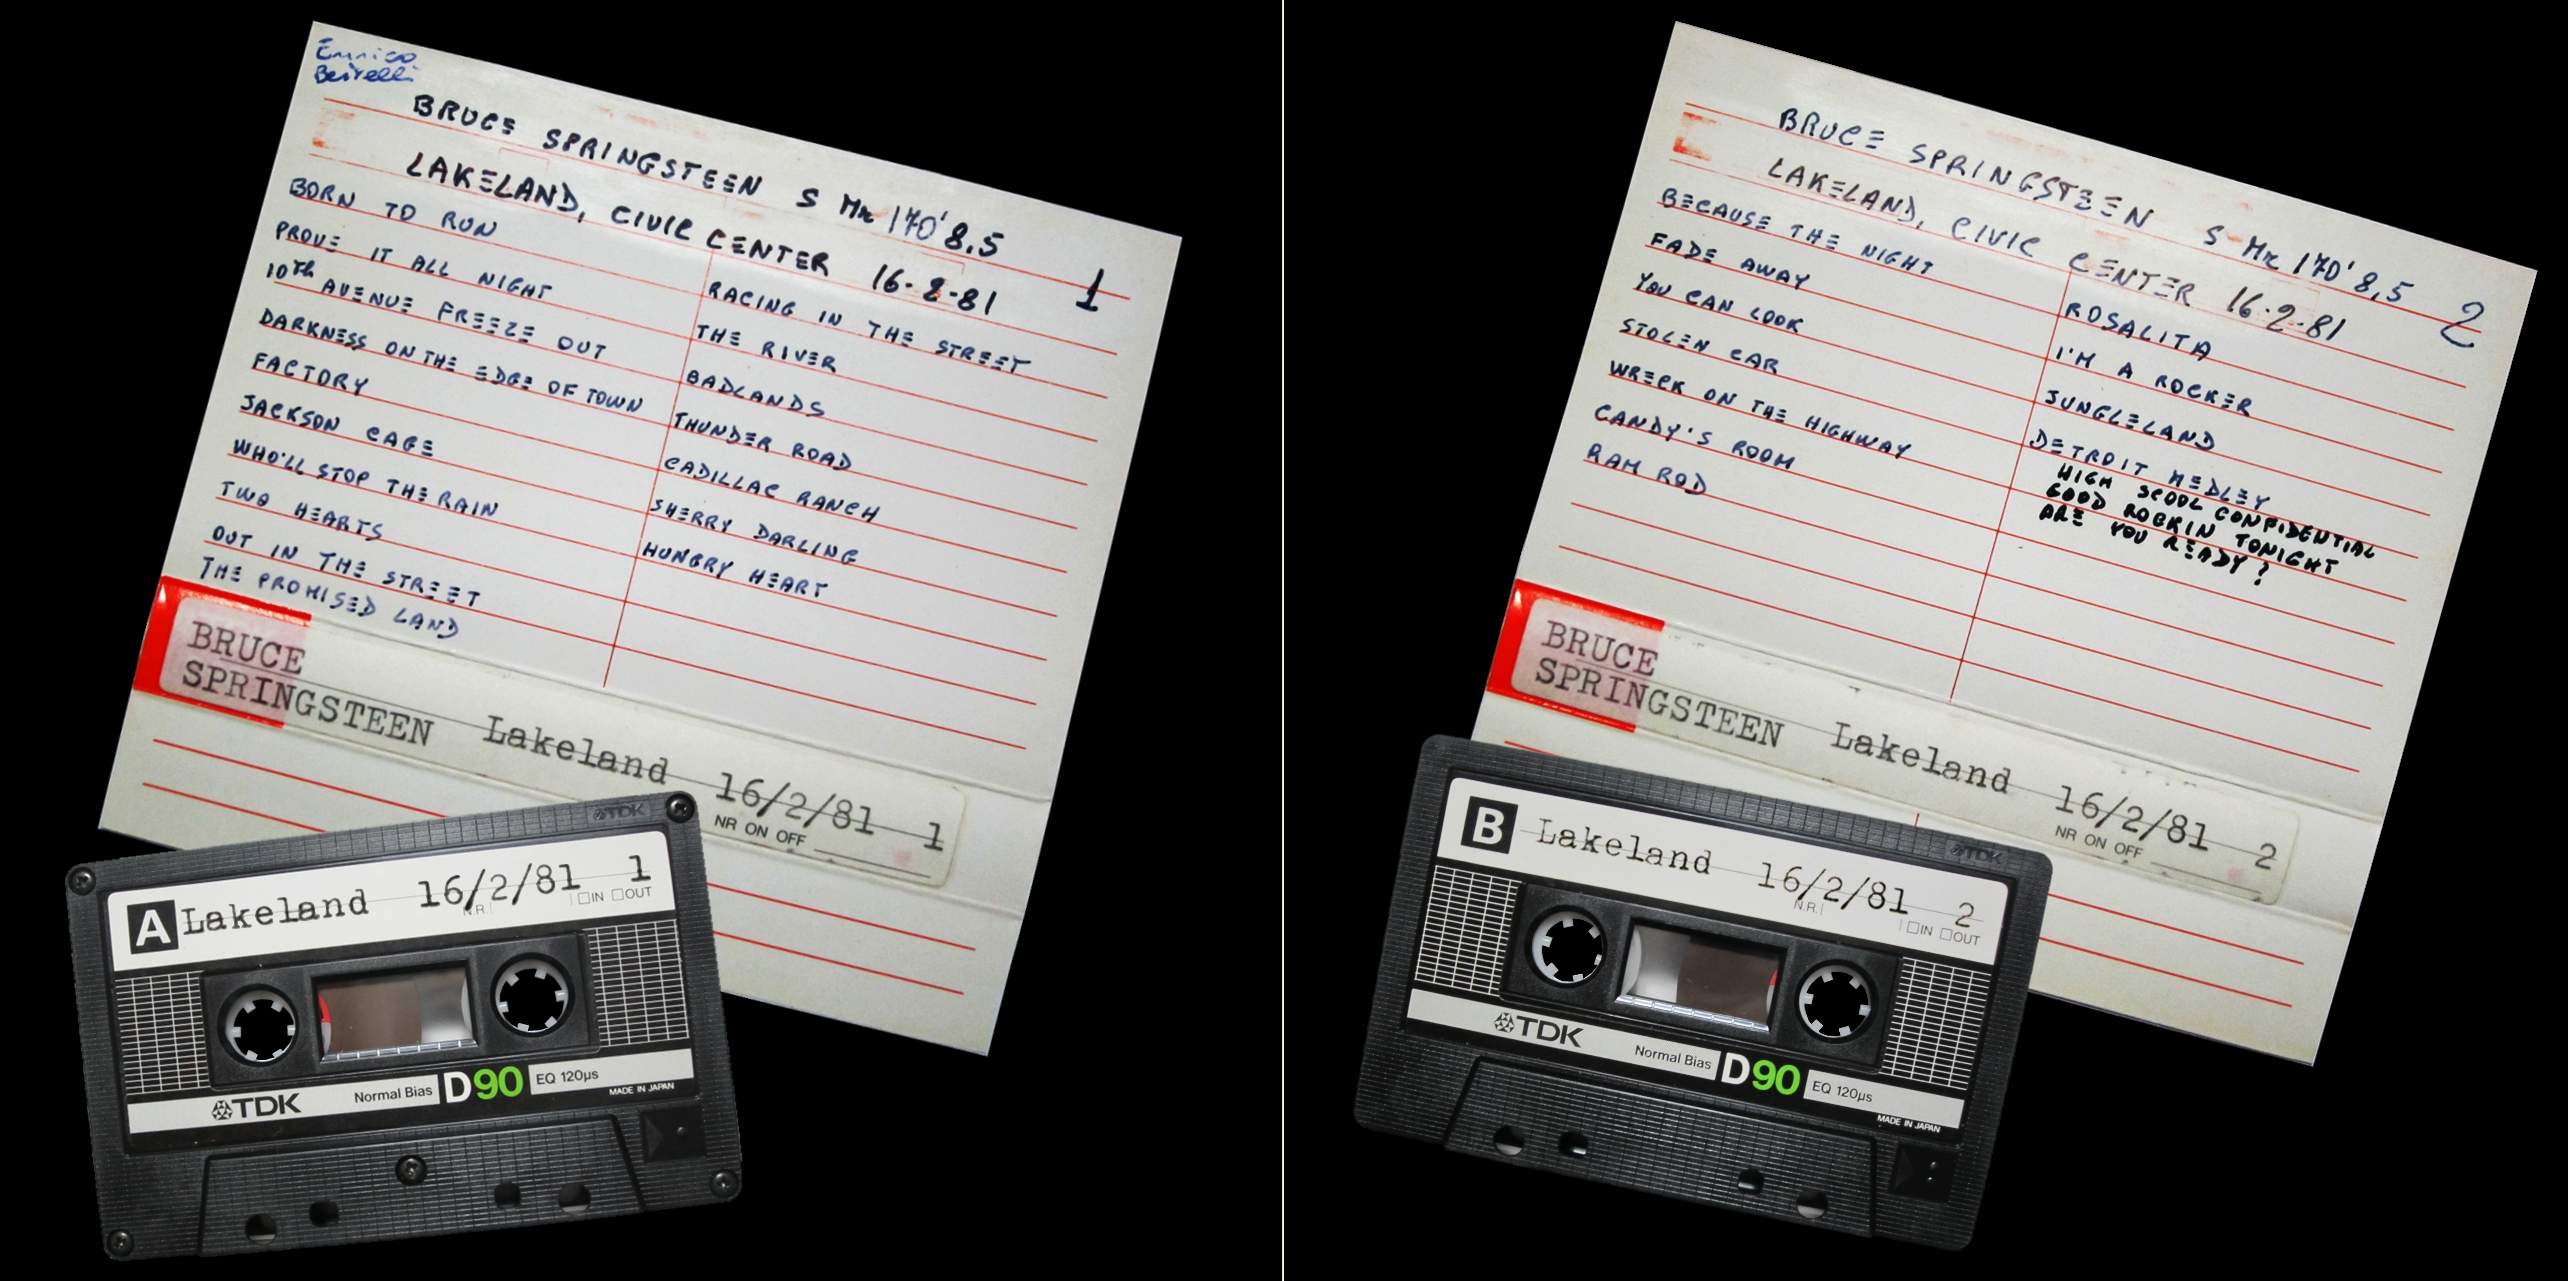 Enrico
BRUCE SPRINGSTEEN S Mr 170' 8.5
LAKELAND, CIVIC CENTER 16-2-81 1
BORN TO RUN
PROVE IT ALL NIGHT
10Th AVENUE FREEZE OUT
DARKNESS ON THE EDGE OF TOWN
FACTORY
JACKSON CAGE
WHO'LL STOP THE RAIN
TWO HEARTS
OUT IN THE STREET
THE PROMISED LAND
RACING IN THE STREET
THE RIVER
BADLANDS
THUNDER ROAD
CADILLAC RANCH
SHERRY DARLING
HUNGRY HEART
BRUCE
SPRINGSTEEN Lakeland 16/2/81 1
NR ON OFF
TDK
A Lakeland 16/2/81 1
N.R. IN OUT
TDK Normal Bias D90 EQ 120µs
MADE IN JAPAN
BRUCE SPRINGSTEEN S Mr 170' 8.5
LAKELAND, CIVIC CENTER 16.2.81 2
BECAUSE THE NIGHT
FADE AWAY
YOU CAN LOOK
STOLEN CAR
WRECK ON THE HIGHWAY
CANDY'S ROOM
RAM ROD
ROSALITA
I'M A ROCKER
JUNGLELAND
DETROIT MEDLEY
HIGH SCOOL CONFIDENTIAL
GOOD ROCKIN TONIGHT
ARE YOU READY?
BRUCE
SPRINGSTEEN Lakeland 16/2/81 2
NR ON OFF
TDK
B Lakeland 16/2/81 2
N.R. IN OUT
TDK Normal Bias D90 EQ 120µs
MADE IN JAPAN